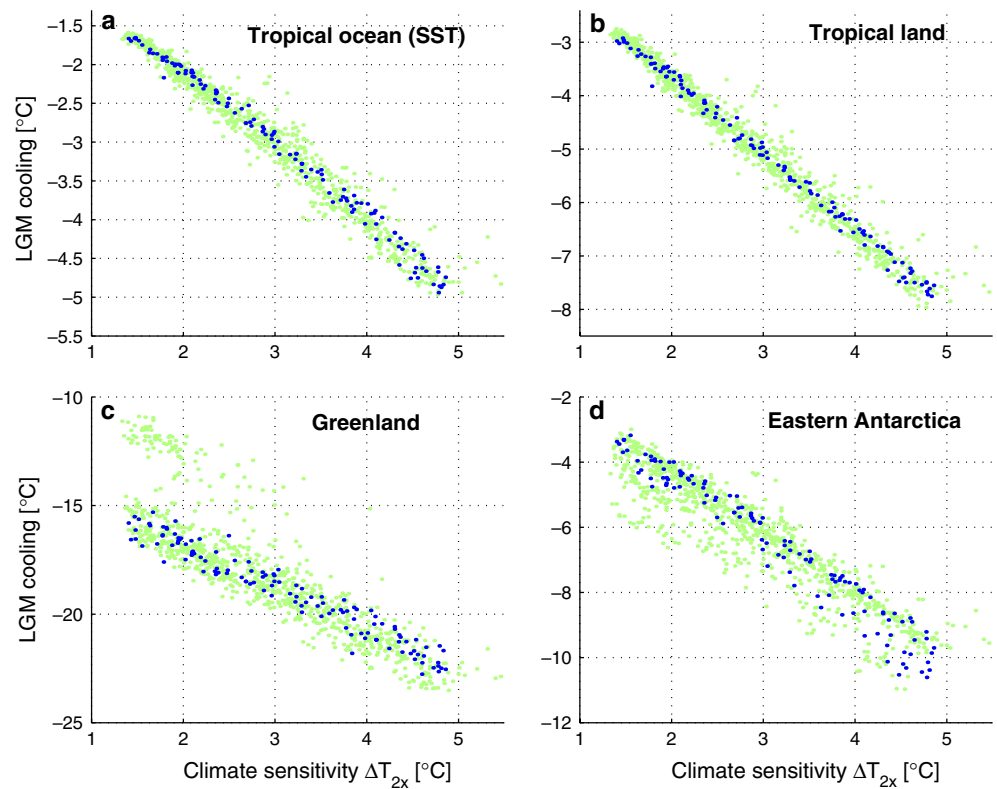 a
Tropical ocean (SST)
LGM cooling [°C]
−1.5
−2
−2.5
−3
−3.5
−4
−4.5
−5
−5.5
1 2 3 4 5
b
Tropical land
−3
−4
−5
−6
−7
−8
1 2 3 4 5
c
Greenland
LGM cooling [°C]
−10
−15
−20
−25
1 2 3 4 5
Climate sensitivity ΔT2x [°C]
d
Eastern Antarctica
−2
−4
−6
−8
−10
−12
1 2 3 4 5
Climate sensitivity ΔT2x [°C]